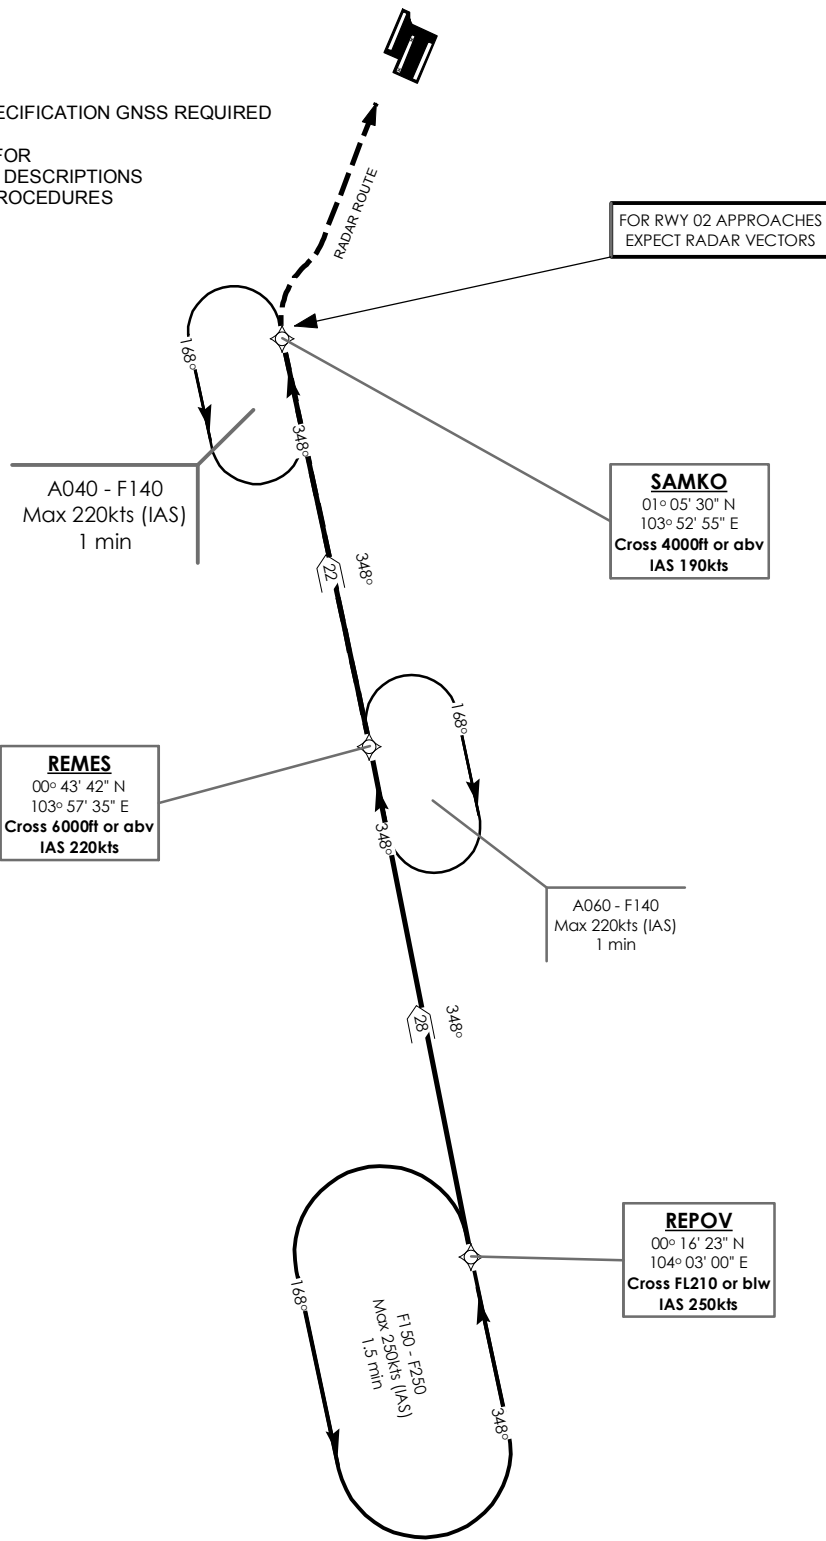 ECIFICATION GNSS REQUIRED
FOR
DESCRIPTIONS
ROCEDURES
RADAR ROUTE
FOR RWY 02 APPROACHES
EXPECT RADAR VECTORS
168°
348°
A040 - F140
Max 220kts (IAS)
1 min
SAMKO
01° 05' 30" N
103° 52' 55" E
Cross 4000ft or abv
IAS 190kts
22
348°
168°
REMES
00° 43' 42" N
103° 57' 35" E
Cross 6000ft or abv
IAS 220kts
348°
A060 - F140
Max 220kts (IAS)
1 min
28
348°
REPOV
00° 16' 23" N
104° 03' 00" E
Cross FL210 or blw
IAS 250kts
168°
F150 - F250
Max 250kts (IAS)
1.5 min
348°